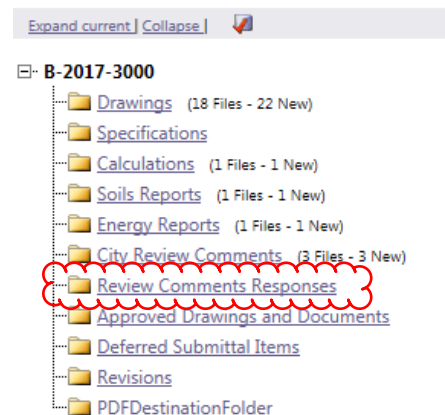 Expand current | Collapse |
B-2017-3000
Drawings (18 Files - 22 New)
Specifications
Calculations (1 Files - 1 New)
Soils Reports (1 Files - 1 New)
Energy Reports (1 Files - 1 New)
City Review Comments (3 Files - 3 New)
Review Comments Responses
Approved Drawings and Documents
Deferred Submittal Items
Revisions
PDFDestinationFolder